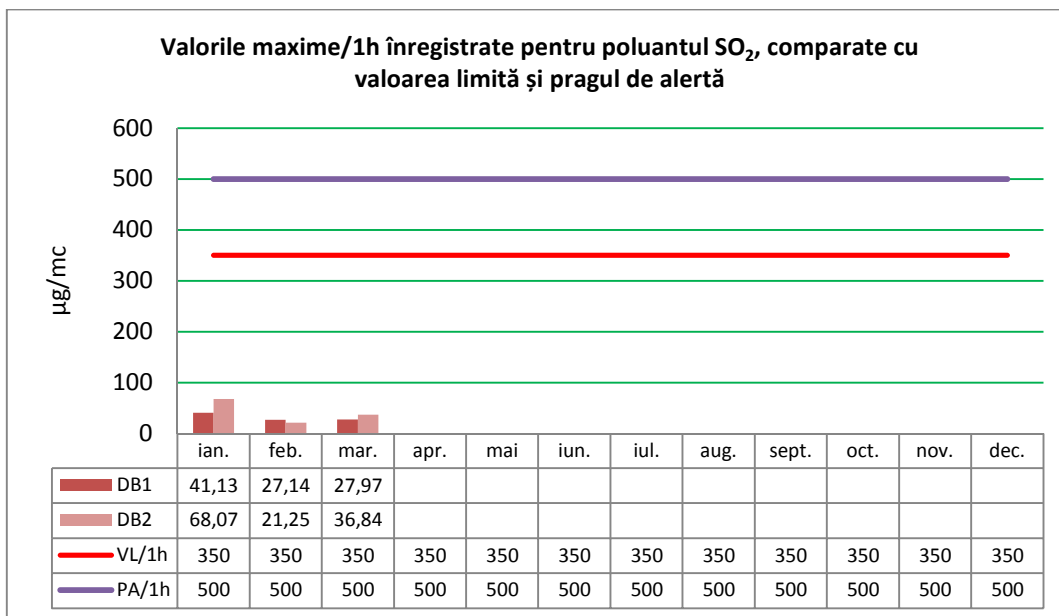 Valorile maxime/1h înregistrate pentru poluantul SO₂, comparate cu
valoarea limită și pragul de alertă
µg/mc
600
500
400
300
200
100
0
ian. feb. mar. apr. mai iun. iul. aug. sept. oct. nov. dec.
DB1 41,13 27,14 27,97
DB2 68,07 21,25 36,84
VL/1h 350 350 350 350 350 350 350 350 350 350 350 350
PA/1h 500 500 500 500 500 500 500 500 500 500 500 500